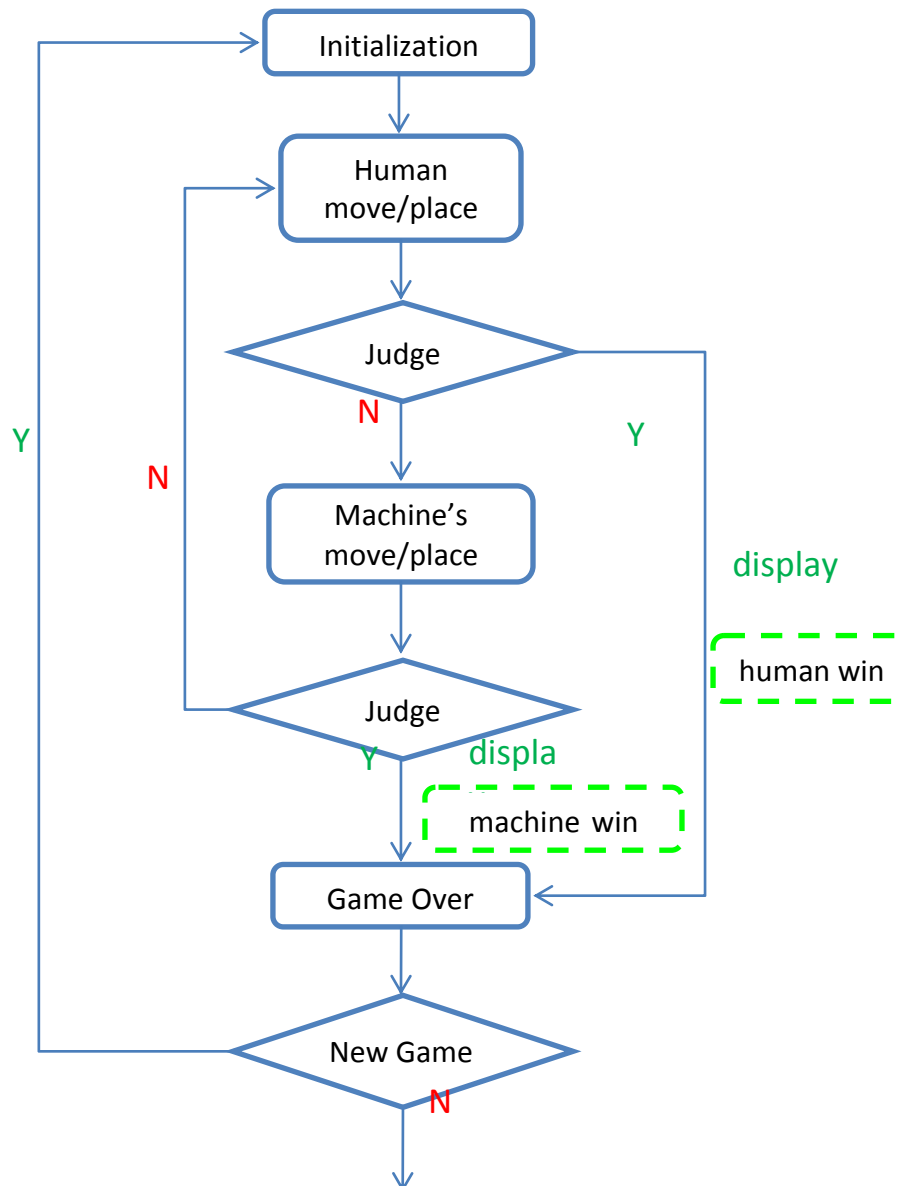 Initialization
Human
move/place
Judge
N
Y
Y
N
Machine’s
move/place
display
human win
Judge
Y
displa
machine win
Game Over
New Game
N